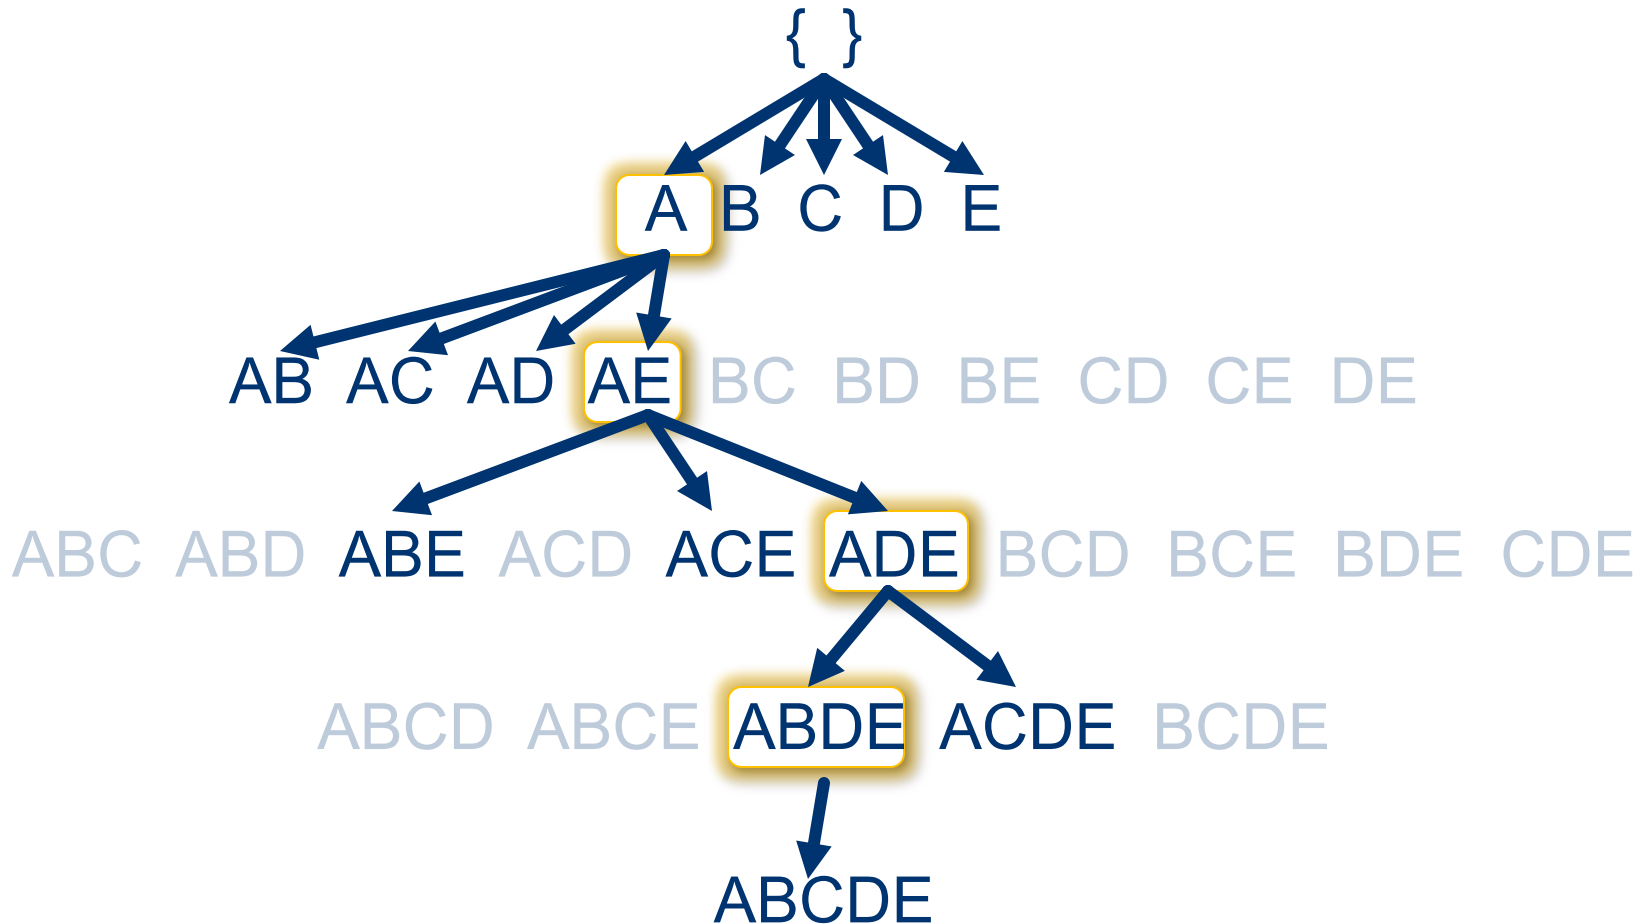 { }
A B C D E
AB AC AD AE BC BD BE CD CE DE
ABC ABD ABE ACD ACE ADE BCD BCE BDE CDE
ABCD ABCE ABDE ACDE BCDE
ABCDE